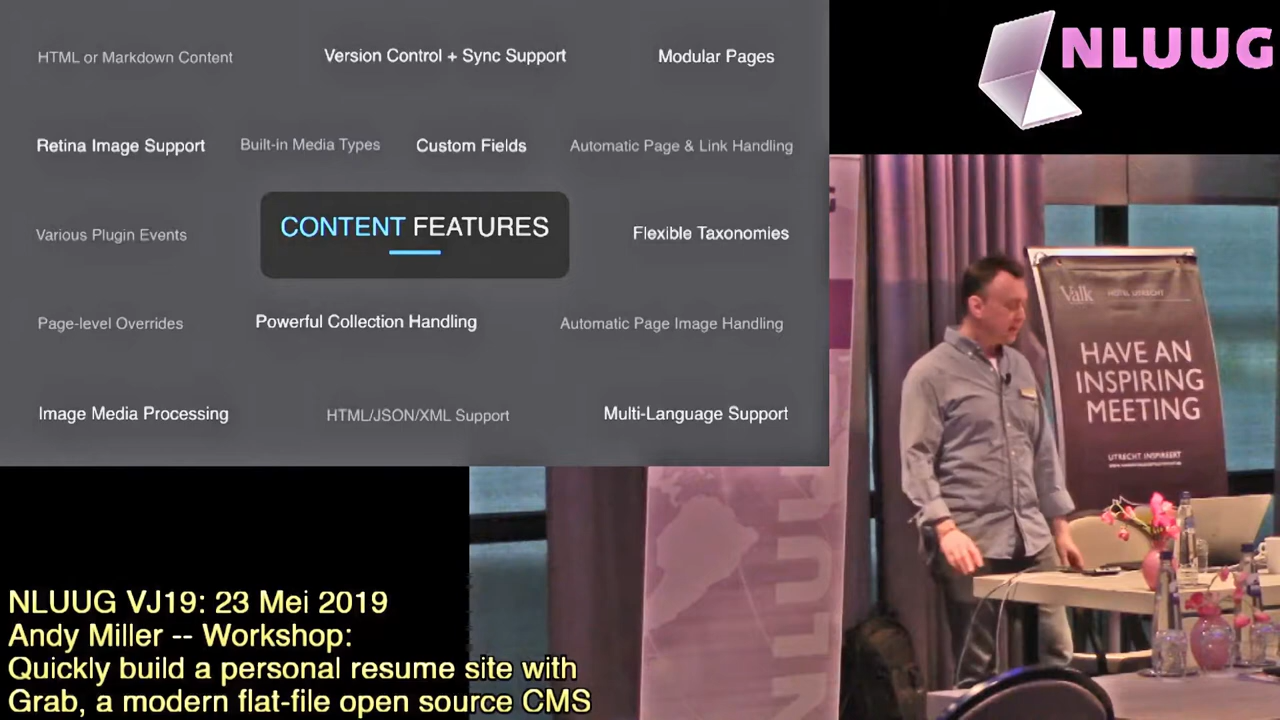 HTML or Markdown Content
Version Control + Sync Support
Modular Pages
Retina Image Support
Built-in Media Types
Custom Fields
Automatic Page & Link Handling
Various Plugin Events
CONTENT FEATURES
Flexible Taxonomies
Page-level Overrides
Powerful Collection Handling
Automatic Page Image Handling
Image Media Processing
HTML/JSON/XML Support
Multi-Language Support
NLUUG
Valk
HOTEL UTRECHT
HAVE AN
INSPIRING
MEETING
UTRECHT INSPIREERT
NLUUG
NLUUG VJ19: 23 Mei 2019
Andy Miller -- Workshop:
Quickly build a personal resume site with
Grab, a modern flat-file open source CMS